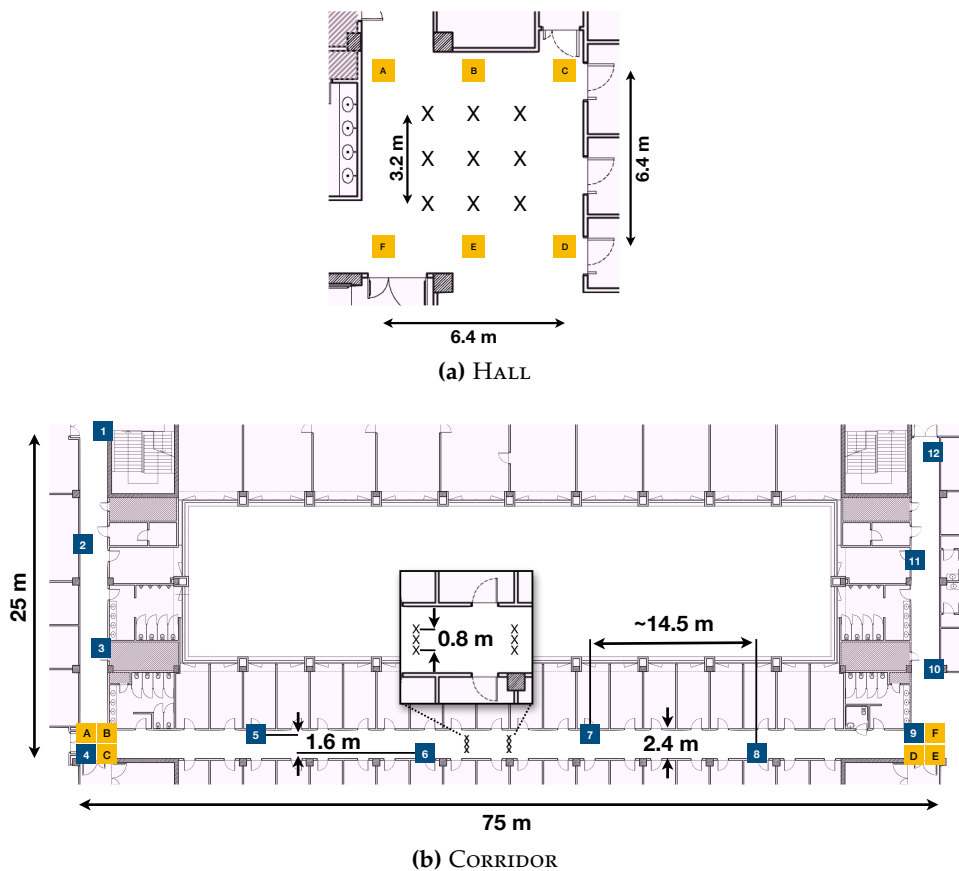 A B C
X X X
X X X
X X X
3.2 m
6.4 m
F E D
6.4 m
(a) HALL
1
12
2
11
25 m
3
10
X X
X X
X X
0.8 m
~14.5 m
A B
4 C
5
1.6 m
6
X X
X X
X X
7
2.4 m
8
9 F
D E
75 m
(b) CORRIDOR